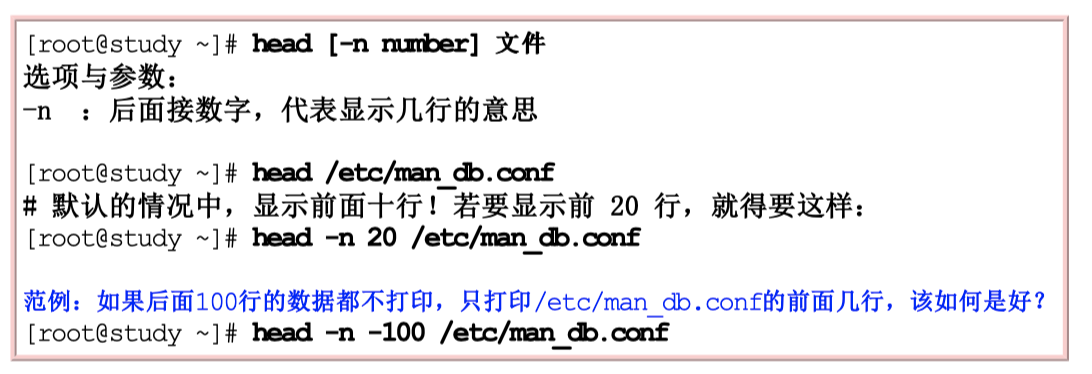 [root@study ~]# head [-n number] 文件
选项与参数：
-n  ：后面接数字，代表显示几行的意思
[root@study ~]# head /etc/man_db.conf
# 默认的情况中，显示前面十行！若要显示前 20 行，就得要这样：
[root@study ~]# head -n 20 /etc/man_db.conf
范例：如果后面100行的数据都不打印，只打印/etc/man_db.conf的前面几行，该如何是好？
[root@study ~]# head -n -100 /etc/man_db.conf